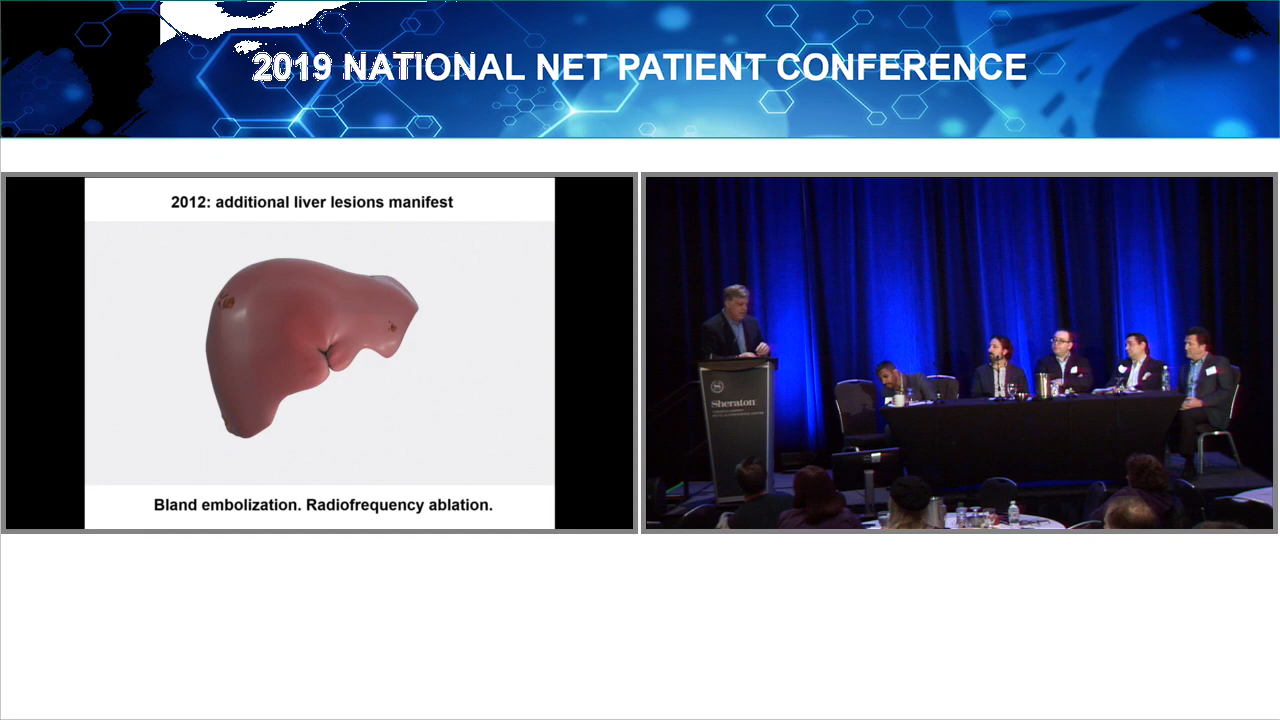 2019 NATIONAL NET PATIENT CONFERENCE
2012: additional liver lesions manifest
Bland embolization. Radiofrequency ablation.
Sheraton